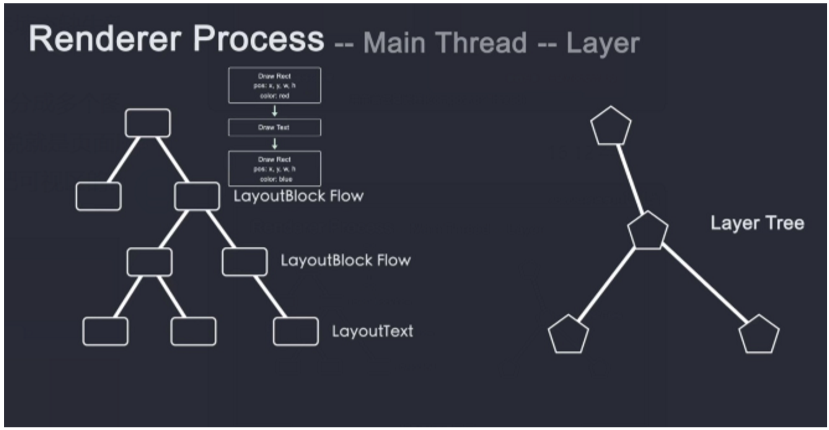 Renderer Process -- Main Thread -- Layer
Draw Rect
pos: x, y, w, h
color: red
Draw Text
Draw Rect
pos: x, y, w, h
color: blue
LayoutBlock Flow
Layer Tree
LayoutBlock Flow
LayoutText